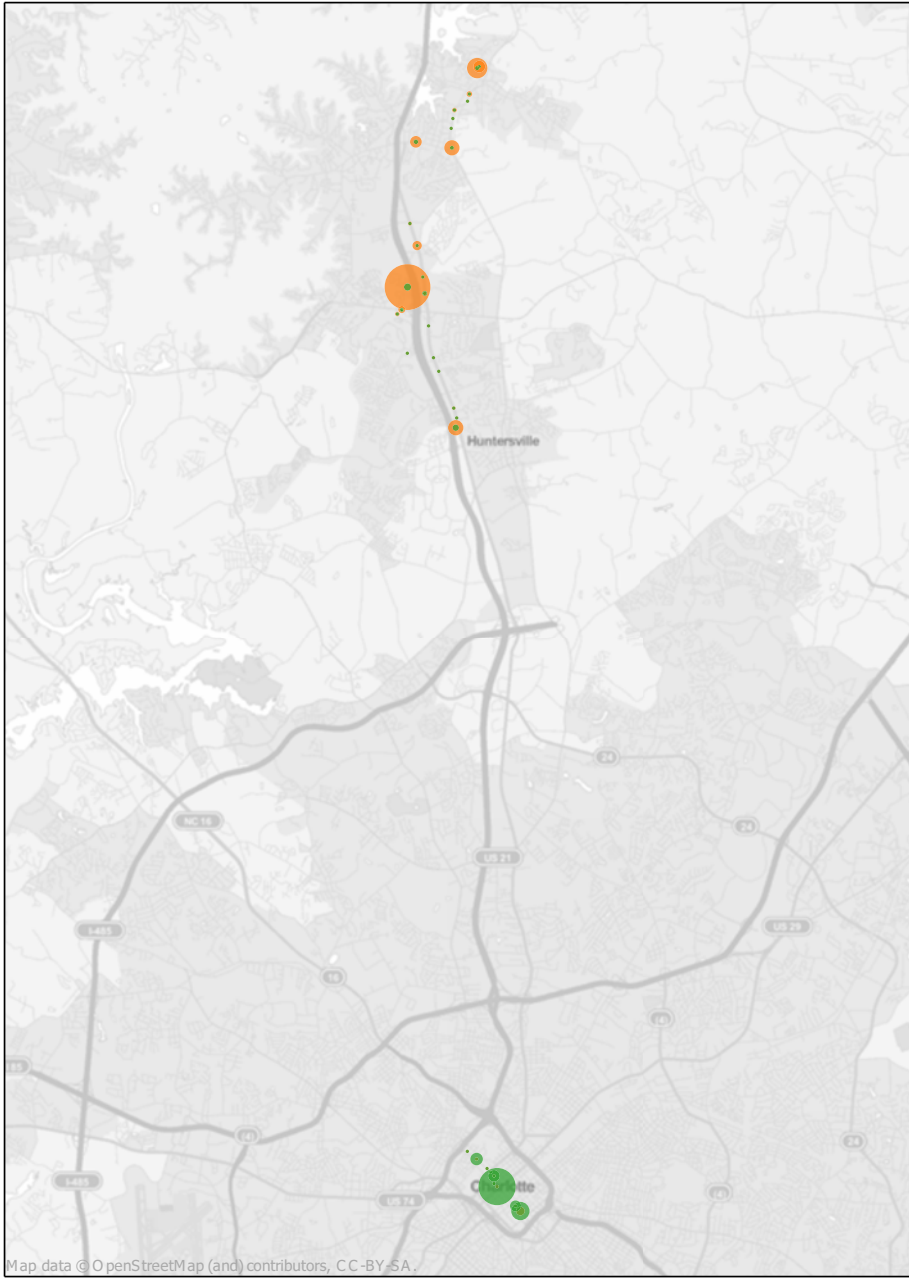 Huntersville
24
NC 16
24
US 21
US 29
I-485
16
24
Charlotte
I-485
US 74
Map data © OpenStreetMap (and) contributors, CC-BY-SA.